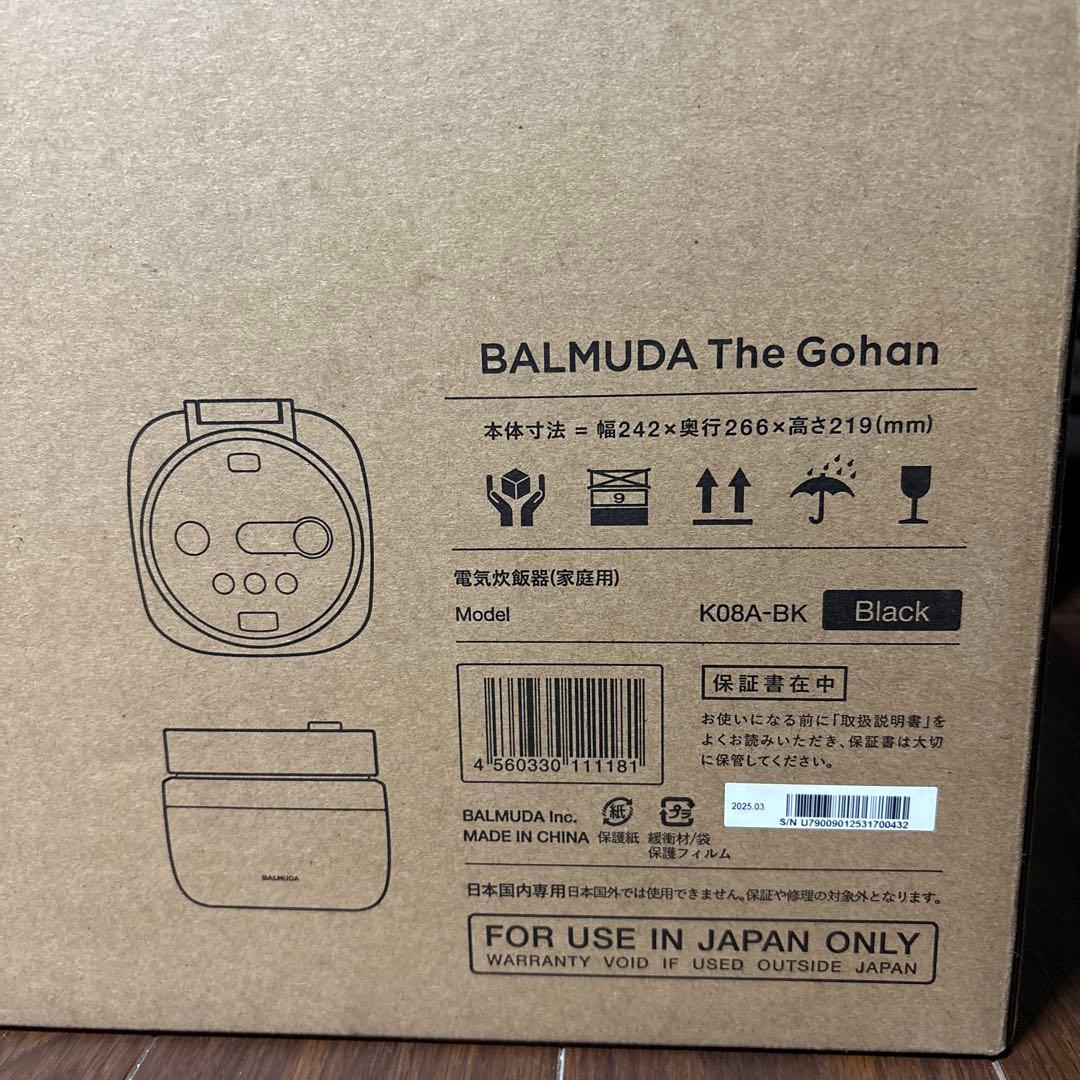 BALMUDA The Gohan
本体寸法 = 幅242×奥行266×高さ219(mm)
9
電気炊飯器(家庭用)
Model K08A-BK Black
4 560330 111181
保証書在中
お使いになる前に「取扱説明書」を
よくお読みいただき、保証書は大切
に保管してください。
2025.03
S/N U79009012531700432
BALMUDA Inc.
MADE IN CHINA
紙
保護紙
プラ
緩衝材/袋
保護フィルム
BALMUDA
日本国内専用 日本国外では使用できません。保証や修理の対象外となります。
FOR USE IN JAPAN ONLY
WARRANTY VOID IF USED OUTSIDE JAPAN